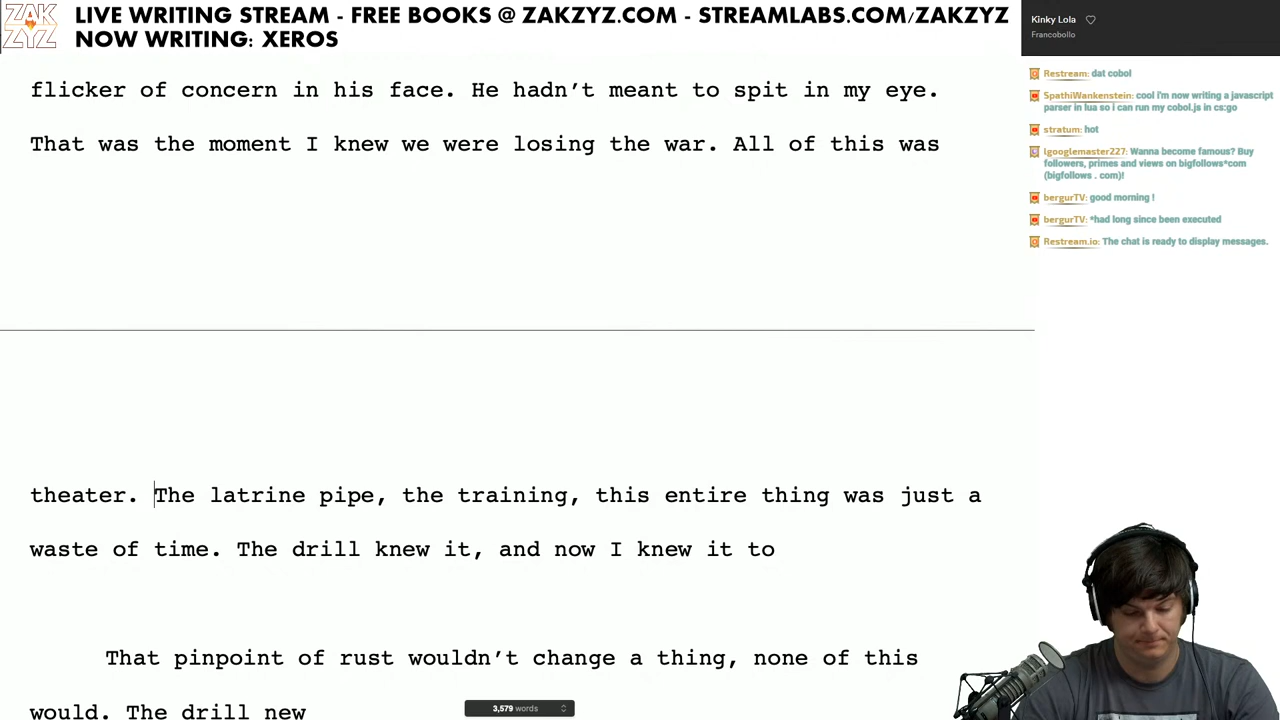 ZAK
ZYZ
LIVE WRITING STREAM - FREE BOOKS @ ZAKZYZ.COM - STREAMLABS.COM/ZAKZYZ
NOW WRITING: XEROS
Kinky Lola
Francobollo
flicker of concern in his face. He hadn't meant to spit in my eye.
That was the moment I knew we were losing the war. All of this was
theater. The latrine pipe, the training, this entire thing was just a
waste of time. The drill knew it, and now I knew it to
That pinpoint of rust wouldn't change a thing, none of this
would. The drill new
3,579 words
Restream: dat cobol
SpathiWankenstein: cool i'm now writing a javascript
parser in lua so i can run my cobol.js in cs:go
stratum: hot
lgooglemaster227: Wanna become famous? Buy
followers, primes and views on bigfollows*com
(bigfollows . com)!
bergurTV: good morning !
bergurTV: *had long since been executed
Restream.io: The chat is ready to display messages.